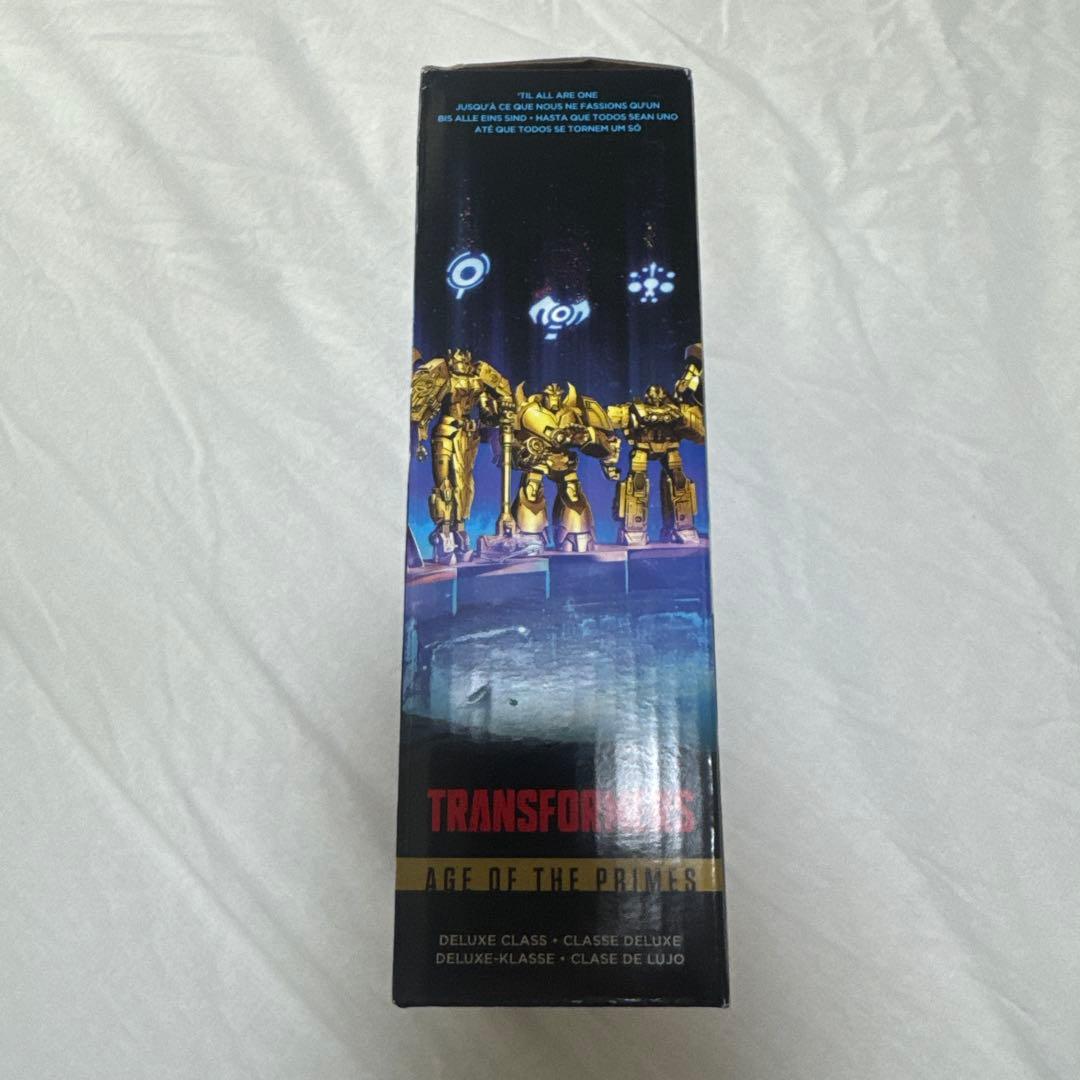 'TIL ALL ARE ONE
JUSQU'À CE QUE NOUS NE FASSIONS QU'UN
BIS ALLE EINS SIND • HASTA QUE TODOS SEAN UNO
ATÉ QUE TODOS SE TORNEM UM SÓ
TRANSFORMERS
AGE OF THE PRIMES
DELUXE CLASS • CLASSE DELUXE
DELUXE-KLASSE • CLASE DE LUJO